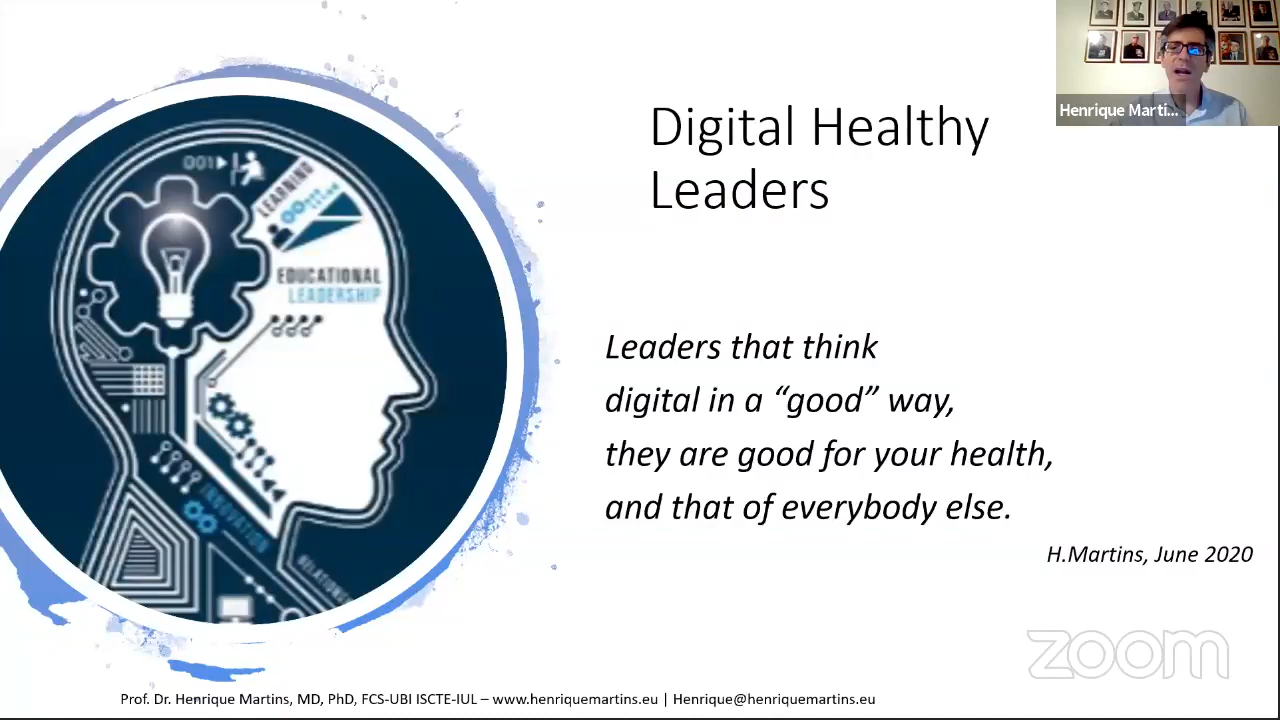 Digital Healthy
Leaders
Henrique Marti...
001
LEARNING
EDUCATIONAL
LEADERSHIP
INNOVATION
Leaders that think
digital in a “good” way,
they are good for your health,
and that of everybody else.
H.Martins, June 2020
zoom
Prof. Dr. Henrique Martins, MD, PhD, FCS-UBI ISCTE-IUL – www.henriquemartins.eu | Henrique@henriquemartins.eu